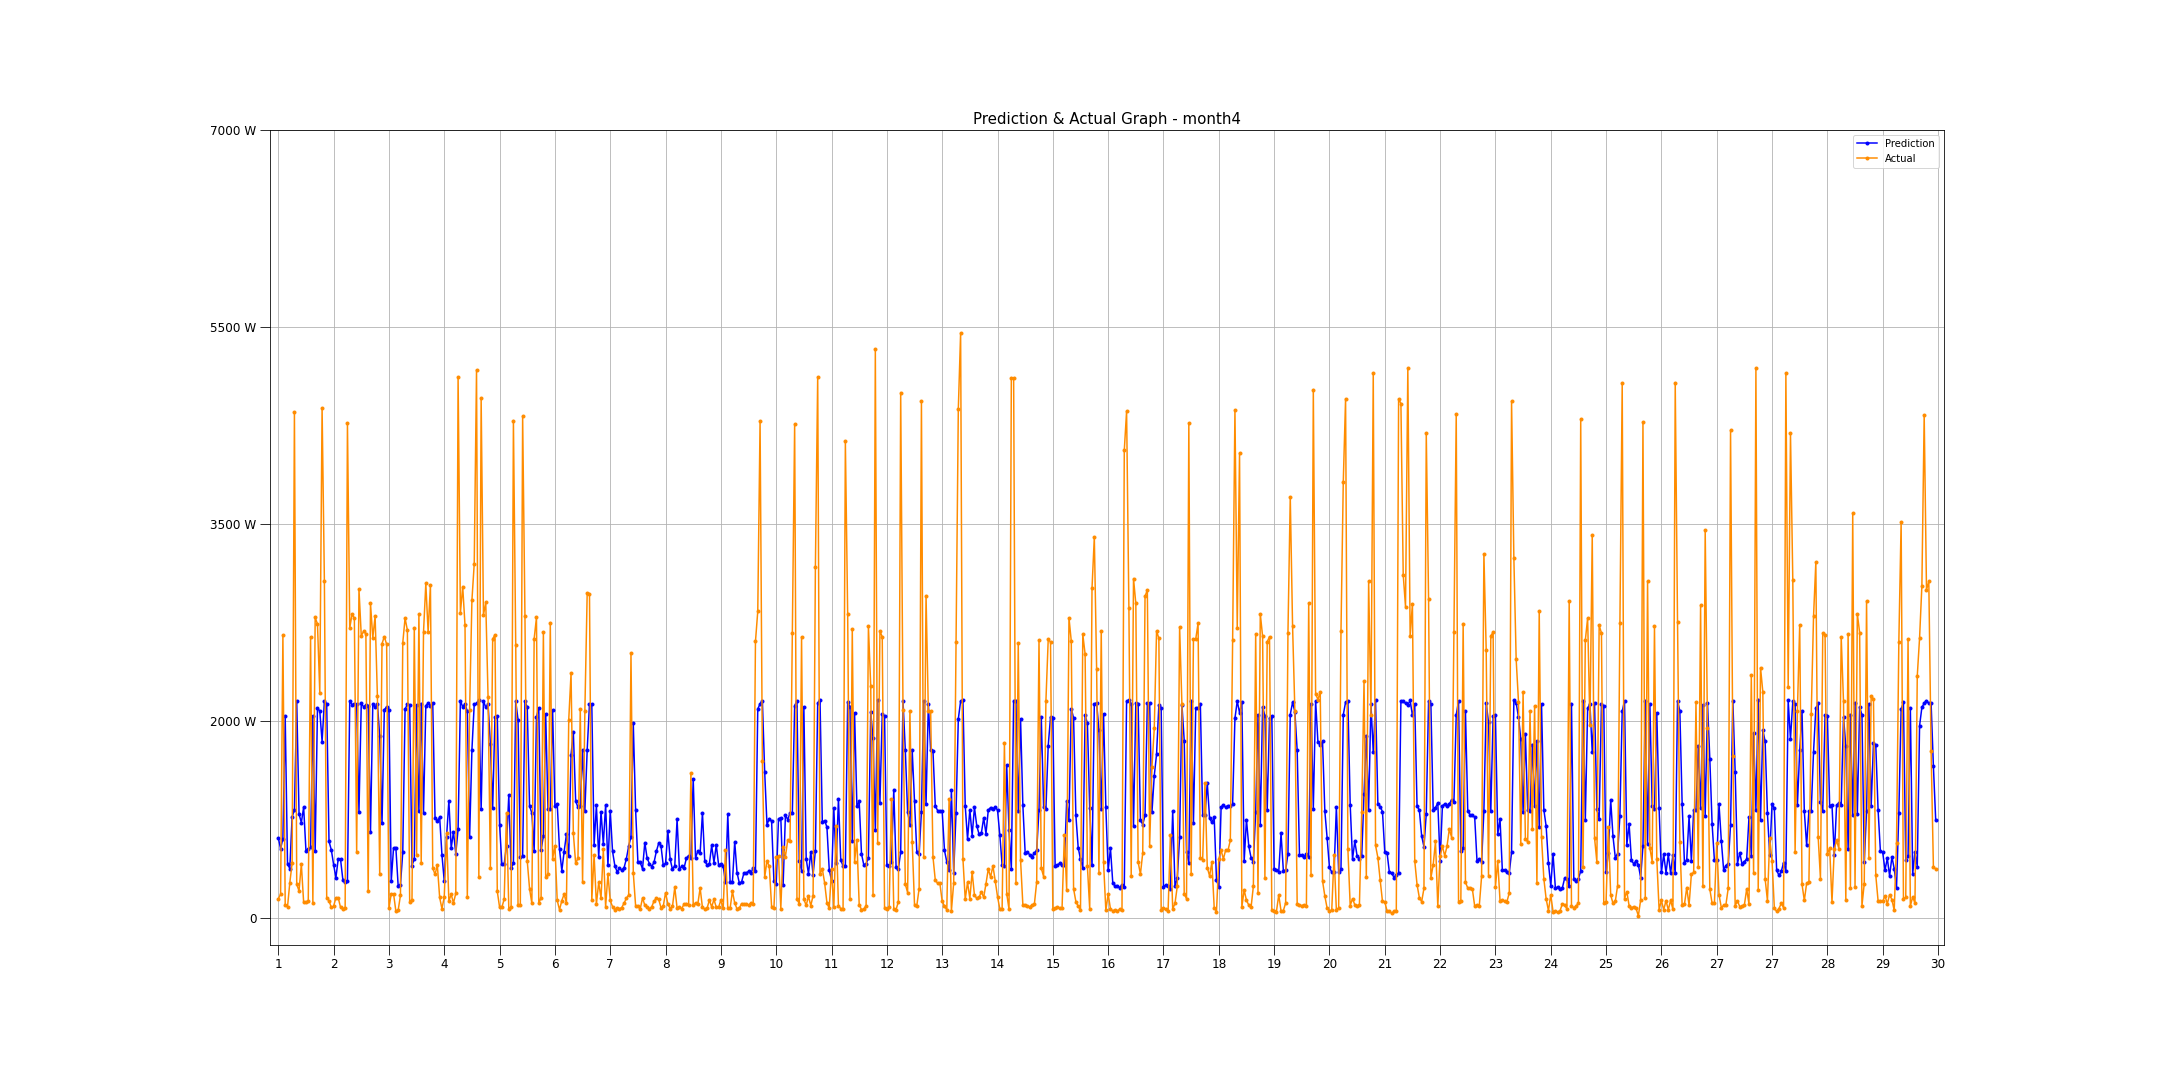 Prediction & Actual Graph - month4
7000 W
5500 W
3500 W
2000 W
0
Prediction
Actual
1 2 3 4 5 6 7 8 9 10 11 12 13 14 15 16 17 18 19 20 21 22 23 24 25 26 27 27 28 29 30